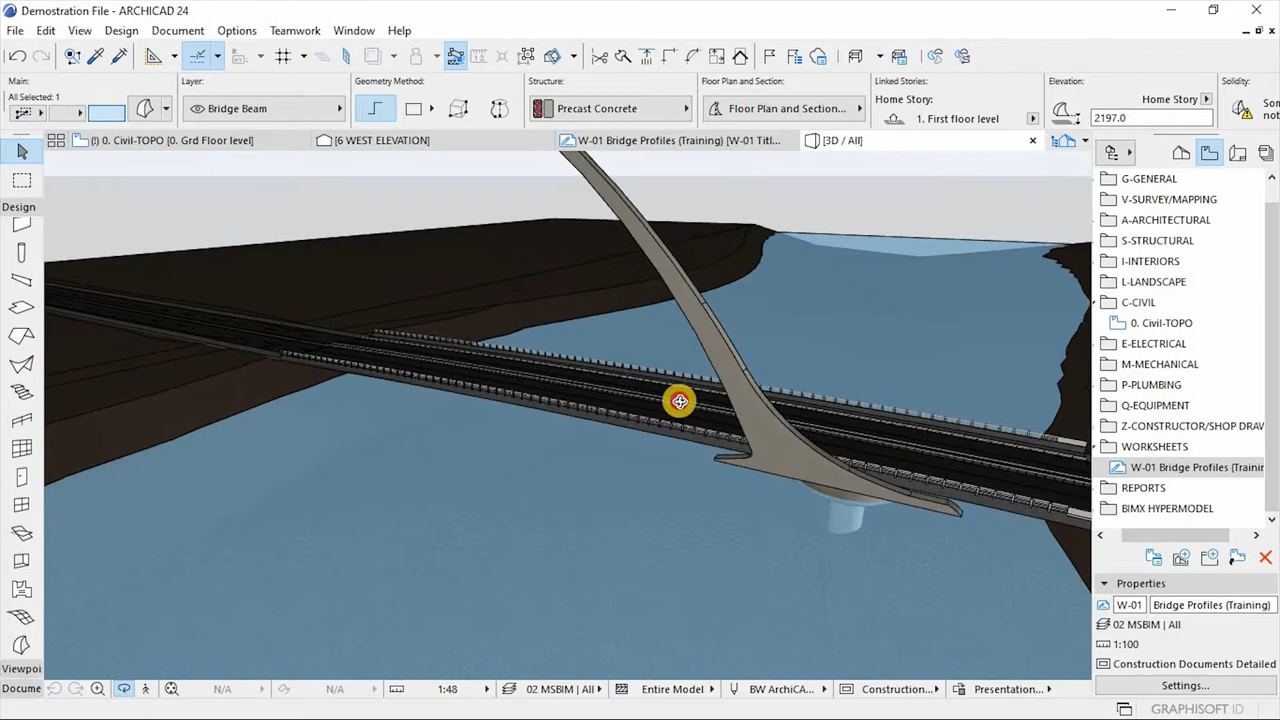 Demostration File - ARCHICAD 24
File Edit View Design Document Options Teamwork Window Help
Main:
All Selected: 1
Layer:
Bridge Beam
Geometry Method:
Structure:
Precast Concrete
Floor Plan and Section:
Floor Plan and Section...
Linked Stories:
Home Story:
1. First floor level
Elevation:
Home Story
2197.0
Solidity:
Som
not
(!) 0. Civil-TOPO [0. Grd Floor level]
[6 WEST ELEVATION]
W-01 Bridge Profiles (Training) [W-01 Titl...
[3D / All]
Design
Viewpoi
Docume
G-GENERAL
V-SURVEY/MAPPING
A-ARCHITECTURAL
S-STRUCTURAL
I-INTERIORS
L-LANDSCAPE
C-CIVIL
0. Civil-TOPO
E-ELECTRICAL
M-MECHANICAL
P-PLUMBING
Q-EQUIPMENT
Z-CONSTRUCTOR/SHOP DRAW
WORKSHEETS
W-01 Bridge Profiles (Trainin
REPORTS
BIMX HYPERMODEL
Properties
W-01 Bridge Profiles (Training)
02 MSBIM | All
1:100
Construction Documents Detailed
Settings...
N/A N/A 1:48 02 MSBIM | All Entire Model BW ArchiCA... Construction... Presentation...
GRAPHISOFT ID